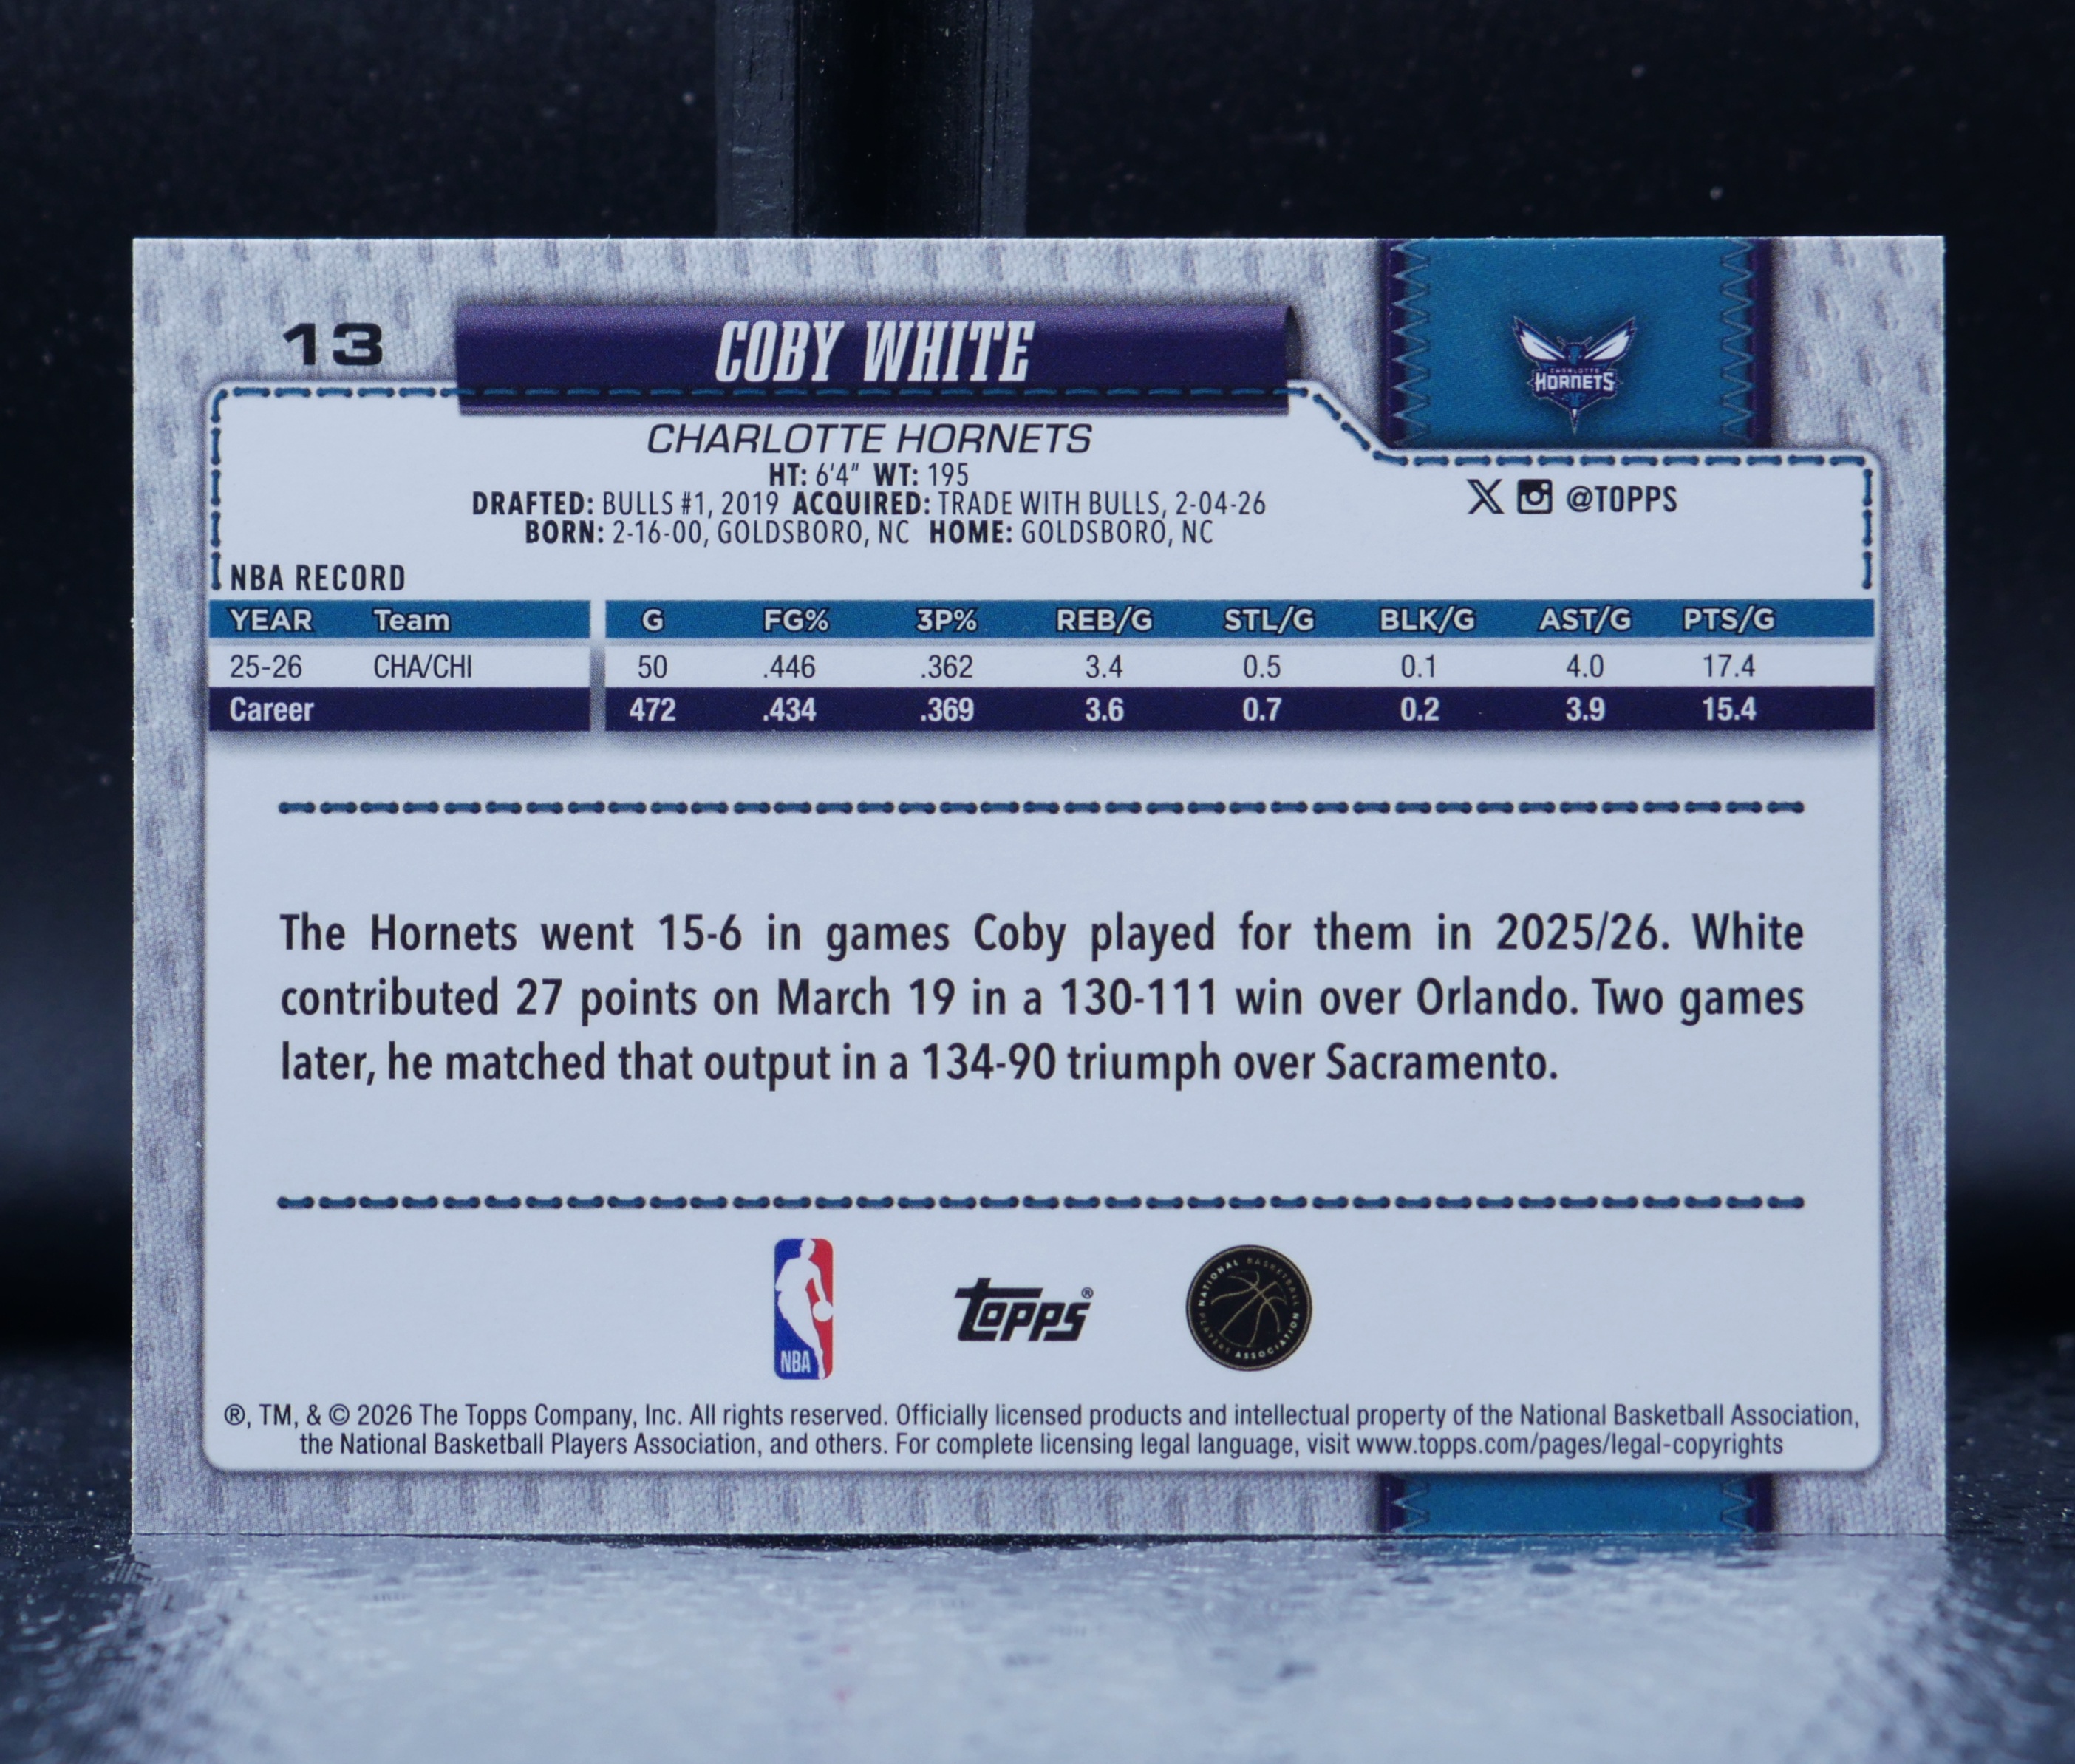 13
COBY WHITE
CHARLOTTE
HORNETS
CHARLOTTE HORNETS
HT: 6'4" WT: 195
DRAFTED: BULLS #1, 2019 ACQUIRED: TRADE WITH BULLS, 2-04-26
BORN: 2-16-00, GOLDSBORO, NC HOME: GOLDSBORO, NC
@TOPPS
NBA RECORD
YEAR Team G FG% 3P% REB/G STL/G BLK/G AST/G PTS/G
25-26 CHA/CHI 50 .446 .362 3.4 0.5 0.1 4.0 17.4
Career 472 .434 .369 3.6 0.7 0.2 3.9 15.4
The Hornets went 15-6 in games Coby played for them in 2025/26. White
contributed 27 points on March 19 in a 130-111 win over Orlando. Two games
later, he matched that output in a 134-90 triumph over Sacramento.
NBA
topps®
NATIONAL BASKETBALL PLAYERS ASSOCIATION
®, TM, & © 2026 The Topps Company, Inc. All rights reserved. Officially licensed products and intellectual property of the National Basketball Association,
the National Basketball Players Association, and others. For complete licensing legal language, visit www.topps.com/pages/legal-copyrights